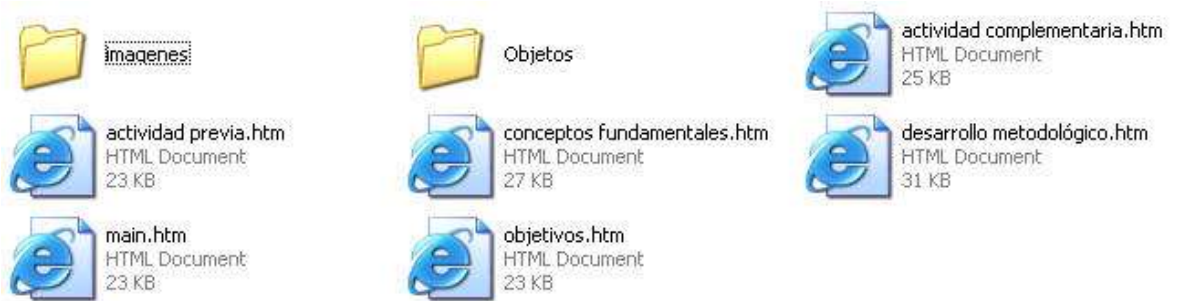 imagenes
Objetos
actividad complementaria.htm
HTML Document
25 KB
actividad previa.htm
HTML Document
23 KB
conceptos fundamentales.htm
HTML Document
27 KB
desarrollo metodológico.htm
HTML Document
31 KB
main.htm
HTML Document
23 KB
objetivos.htm
HTML Document
23 KB